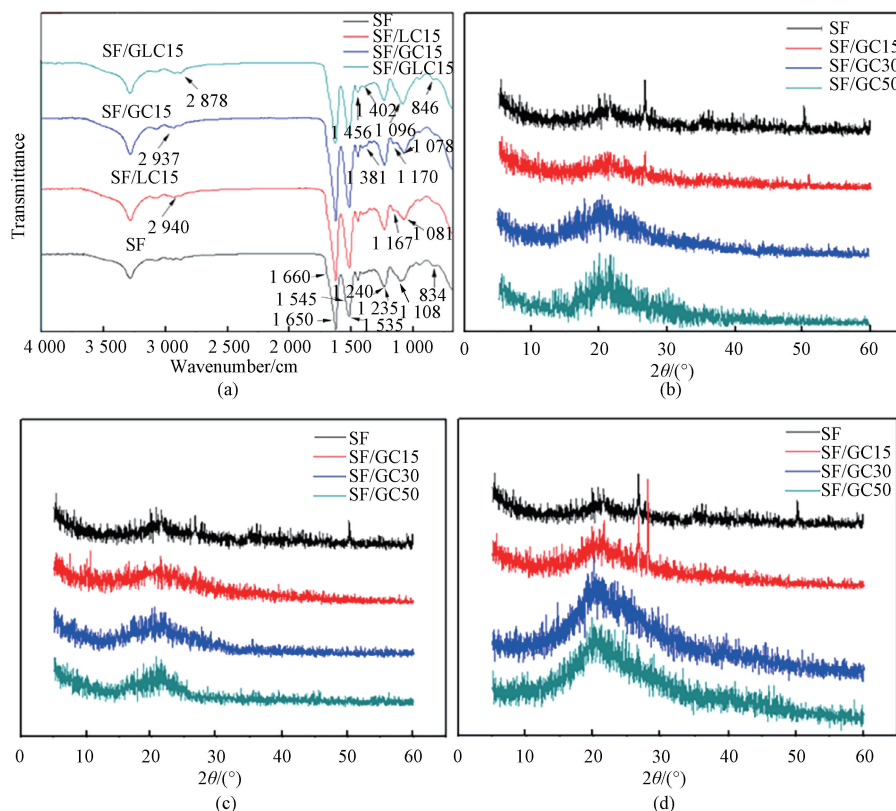 SF
SF/LC15
SF/GC15
SF/GLC15
SF/GLC15
2 878
SF/GC15
2 937
SF/LC15
2 940
SF
1 402
846
1 456
1 096
1 078
1 381
1 170
1 167
1 081
1 660
1 240
834
1 545
1 235
1 108
1 650
1 535
Transmittance
4 000
3 500
3 000
2 000
1 500
1 000
Wavenumber/cm
(a)
SF
SF/GC15
SF/GC30
SF/GC50
0
10
20
30
40
50
60
2θ/(°)
(b)
SF
SF/GC15
SF/GC30
SF/GC50
0
10
20
30
40
50
60
2θ/(°)
(c)
SF
SF/GC15
SF/GC30
SF/GC50
0
10
20
30
40
50
60
2θ/(°)
(d)